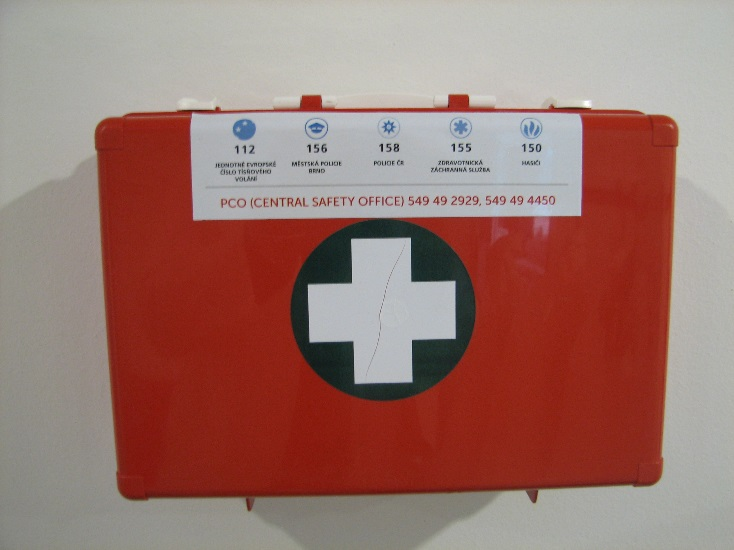 112 156 158 155 150
JEDNOTNÉ EVROPSKÉ MĚSTSKÁ POLICIE POLICIE ČR ZDRAVOTNICKÁ HASIČI
ČÍSLO TÍSŇOVÉHO BRNO ZÁCHRANNÁ SLUŽBA
VOLÁNÍ
PCO (CENTRAL SAFETY OFFICE) 549 49 2929, 549 49 4450